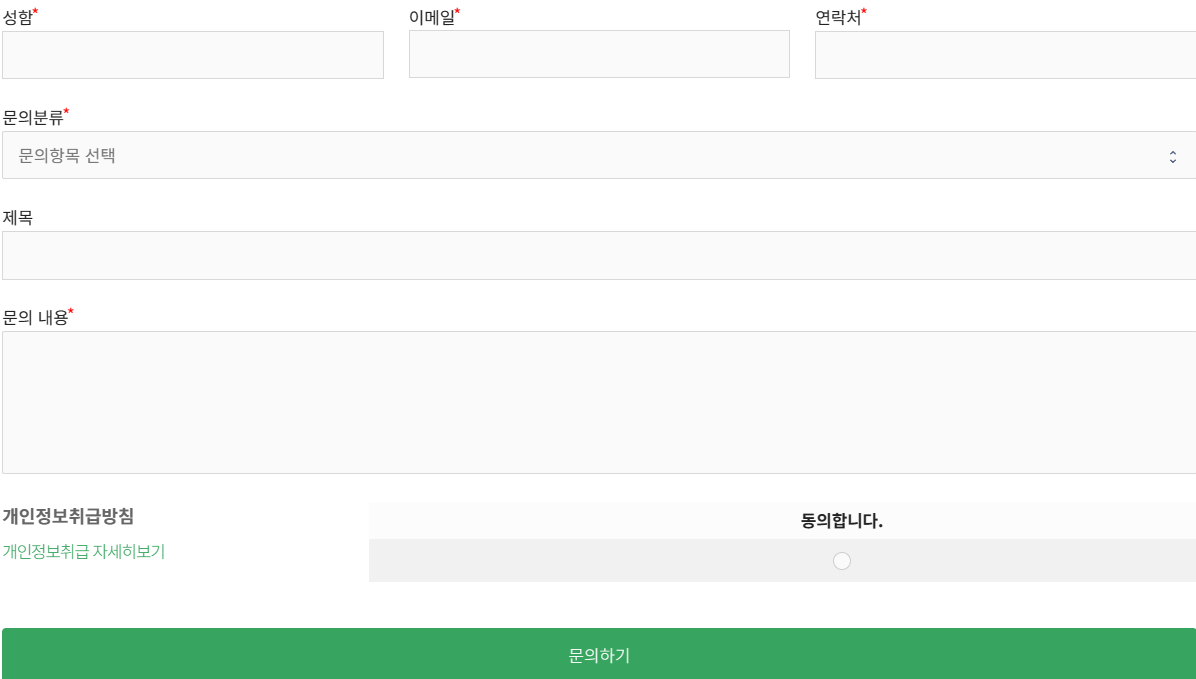 성함* 이메일* 연락처*
문의분류*
문의항목 선택
제목
문의 내용*
개인정보취급방침
동의합니다.
개인정보취급 자세히보기
문의하기